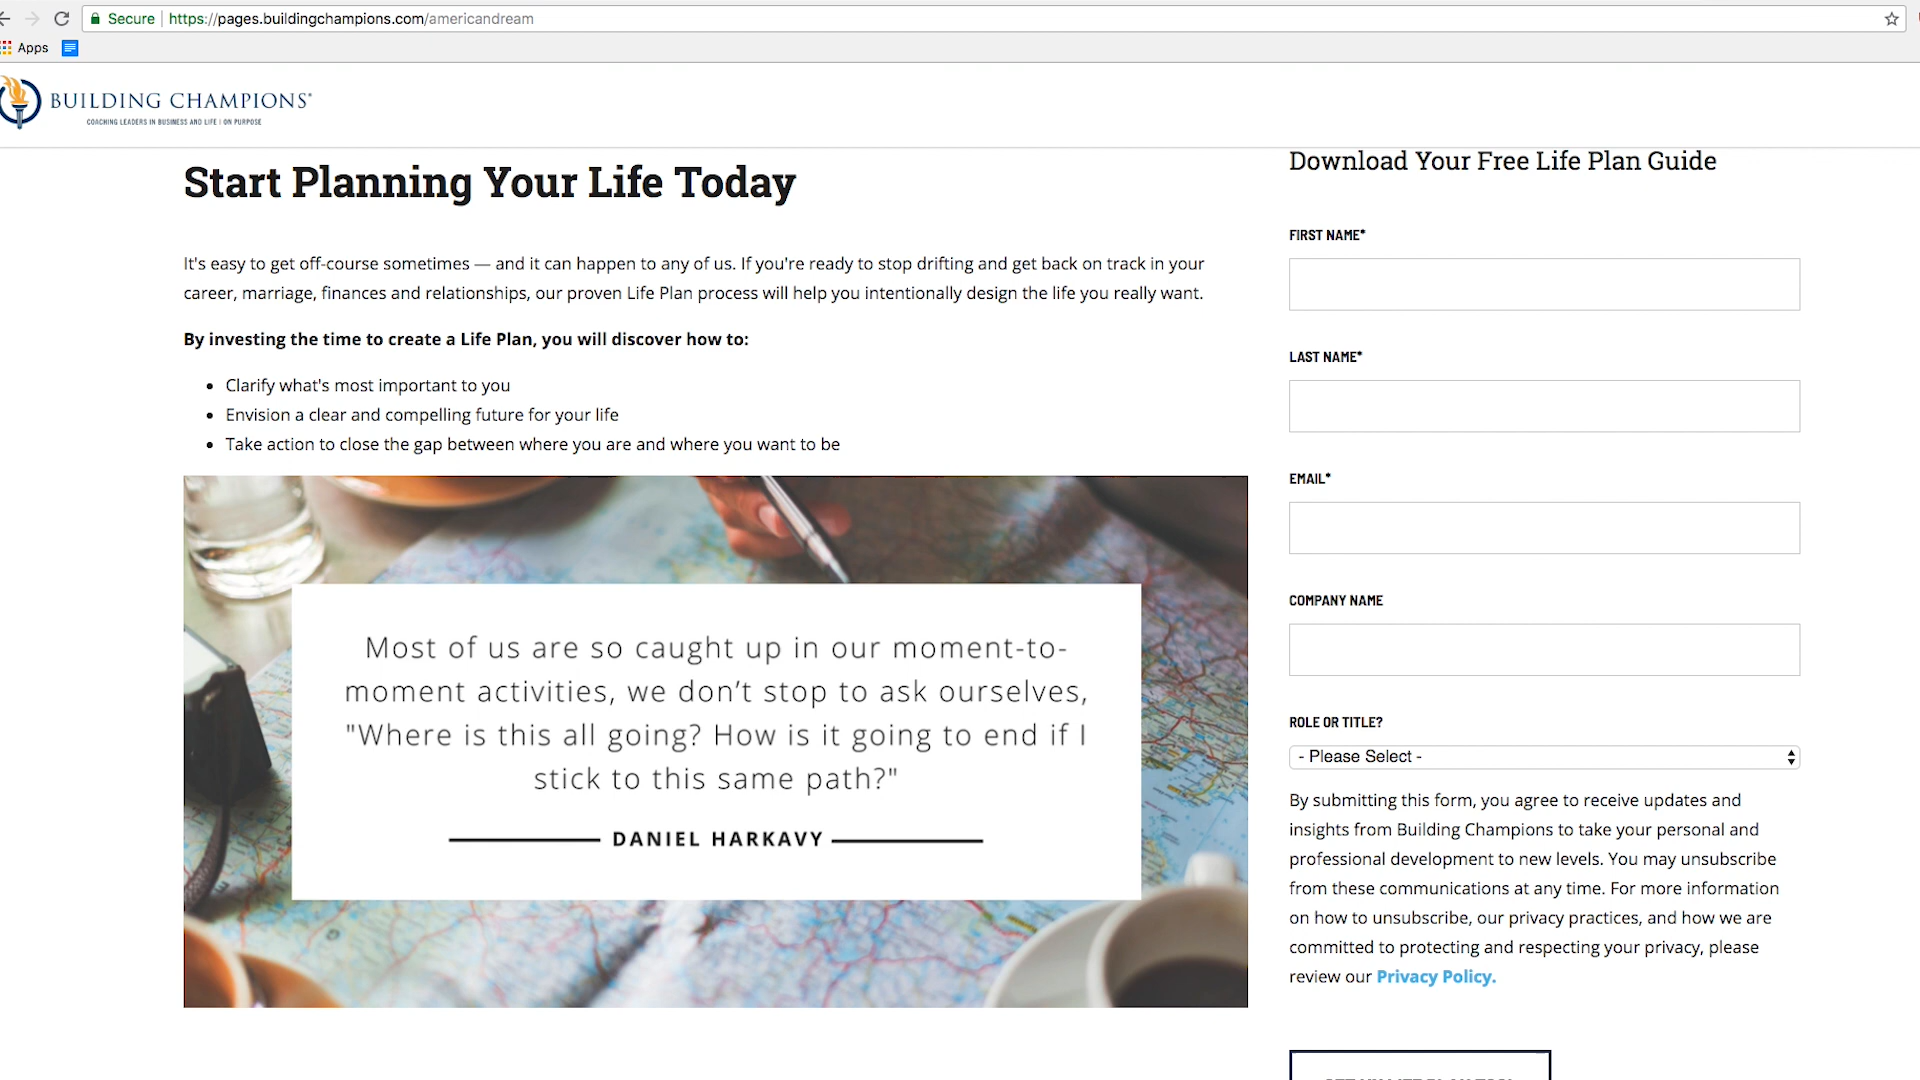 Secure
https://pages.buildingchampions.com/americandream
Apps
BUILDING CHAMPIONS®
COACHING LEADERS IN BUSINESS AND LIFE | ON PURPOSE
Start Planning Your Life Today
It's easy to get off-course sometimes — and it can happen to any of us. If you're ready to stop drifting and get back on track in your
career, marriage, finances and relationships, our proven Life Plan process will help you intentionally design the life you really want.
By investing the time to create a Life Plan, you will discover how to:
• Clarify what's most important to you
• Envision a clear and compelling future for your life
• Take action to close the gap between where you are and where you want to be
Most of us are so caught up in our moment-to-
moment activities, we don’t stop to ask ourselves,
"Where is this all going? How is it going to end if I
stick to this same path?"
DANIEL HARKAVY
Download Your Free Life Plan Guide
FIRST NAME*
LAST NAME*
EMAIL*
COMPANY NAME
ROLE OR TITLE?
- Please Select -
By submitting this form, you agree to receive updates and
insights from Building Champions to take your personal and
professional development to new levels. You may unsubscribe
from these communications at any time. For more information
on how to unsubscribe, our privacy practices, and how we are
committed to protecting and respecting your privacy, please
review our Privacy Policy.